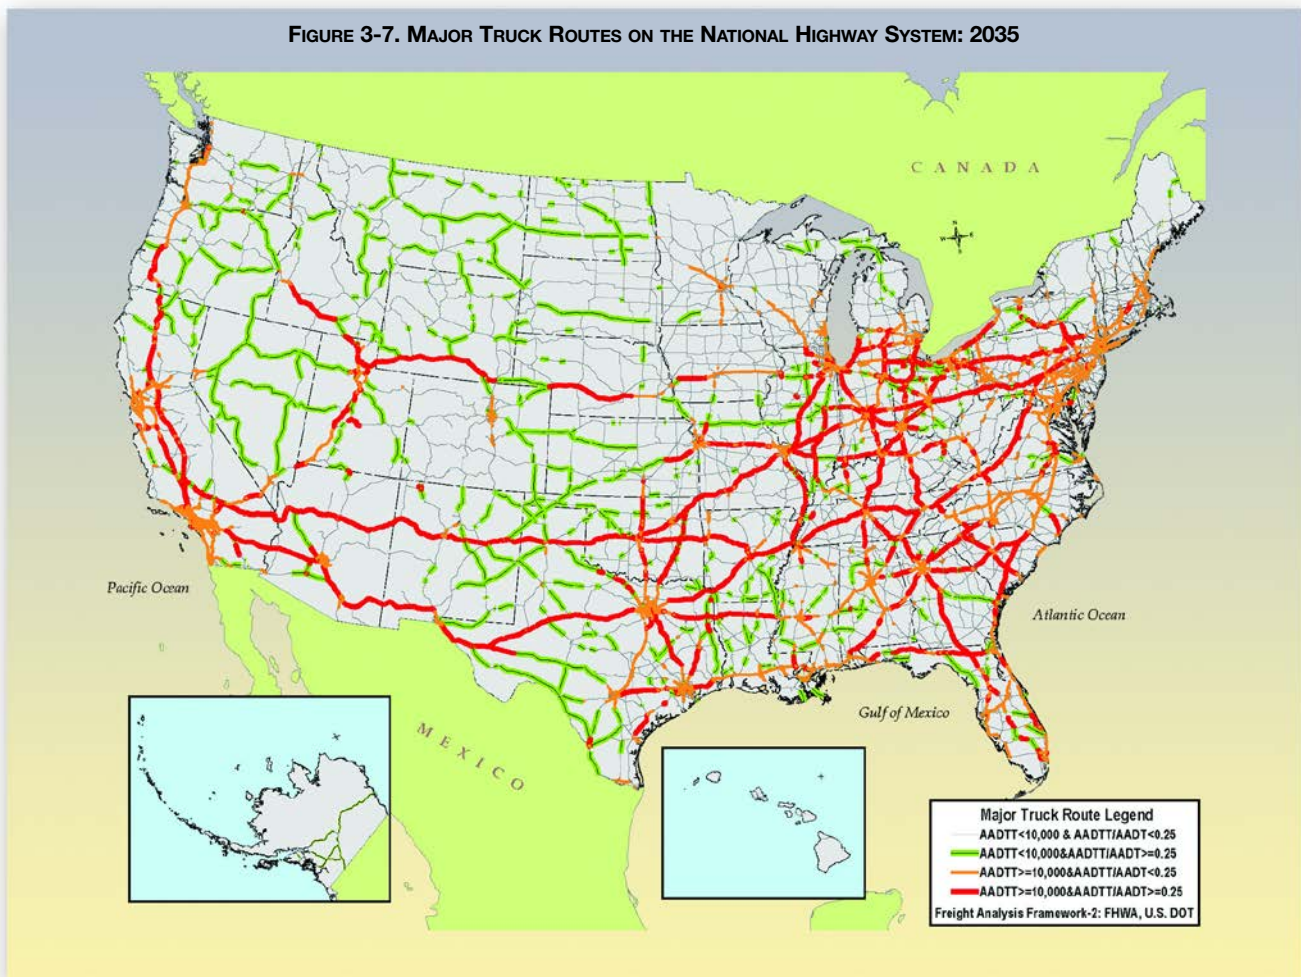 FIGURE 3-7. MAJOR TRUCK ROUTES ON THE NATIONAL HIGHWAY SYSTEM: 2035
CANADA
N
W E
S
Pacific Ocean
Atlantic Ocean
Gulf of Mexico
MEXICO
Major Truck Route Legend
AADTT<10,000 & AADTT/AADT<0.25
AADTT<10,000&AADTT/AADT>=0.25
AADTT>=10,000&AADTT/AADT<0.25
AADTT>=10,000&AADTT/AADT>=0.25
Freight Analysis Framework-2: FHWA, U.S. DOT